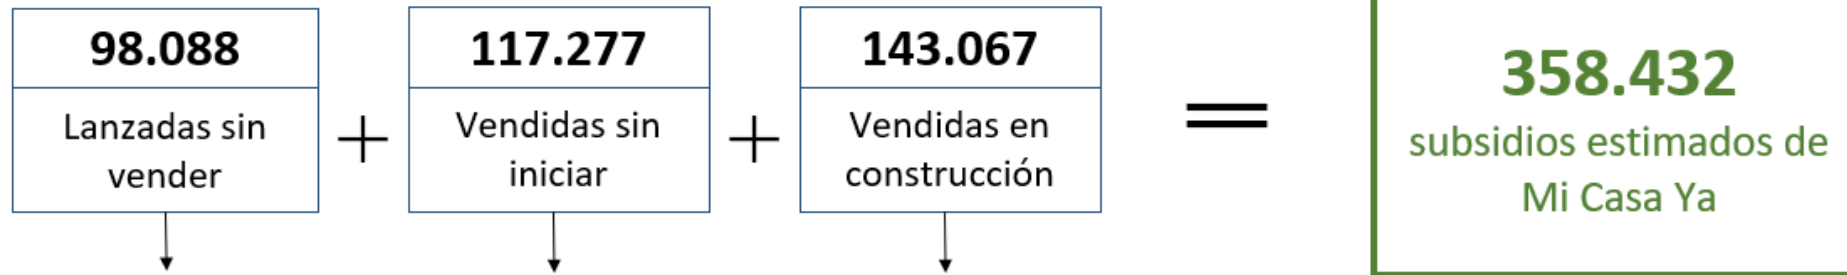 98.088
Lanzadas sin
vender
+
117.277
Vendidas sin
iniciar
+
143.067
Vendidas en
construcción
=
358.432
subsidios estimados de
Mi Casa Ya